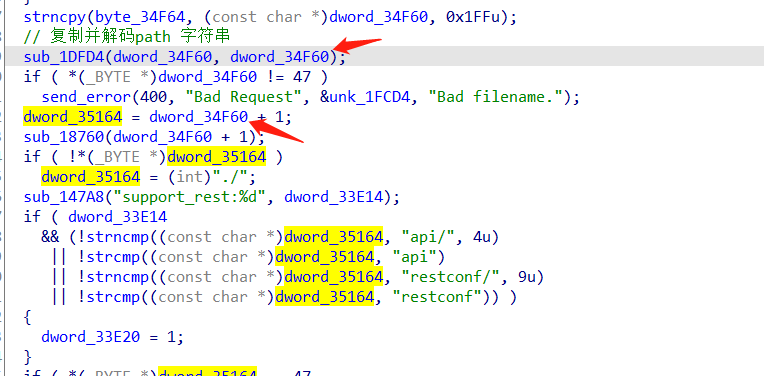 strncpy(byte_34F64, (const char *)dword_34F60, 0x1FFu);
// 复制并解码path 字符串
sub_1DFD4(dword_34F60, dword_34F60);
if ( *(_BYTE *)dword_34F60 != 47 )
send_error(400, "Bad Request", &unk_1FCD4, "Bad filename.");
dword_35164 = dword_34F60 + 1;
sub_18760(dword_34F60 + 1);
if ( !*(_BYTE *)dword_35164 )
dword_35164 = (int)"./";
sub_147A8("support_rest:%d", dword_33E14);
if ( dword_33E14
&& (!strncmp((const char *)dword_35164, "api/", 4u)
|| !strcmp((const char *)dword_35164, "api")
|| !strncmp((const char *)dword_35164, "restconf/", 9u)
|| !strcmp((const char *)dword_35164, "restconf")) )
{
dword_33E20 = 1;
}